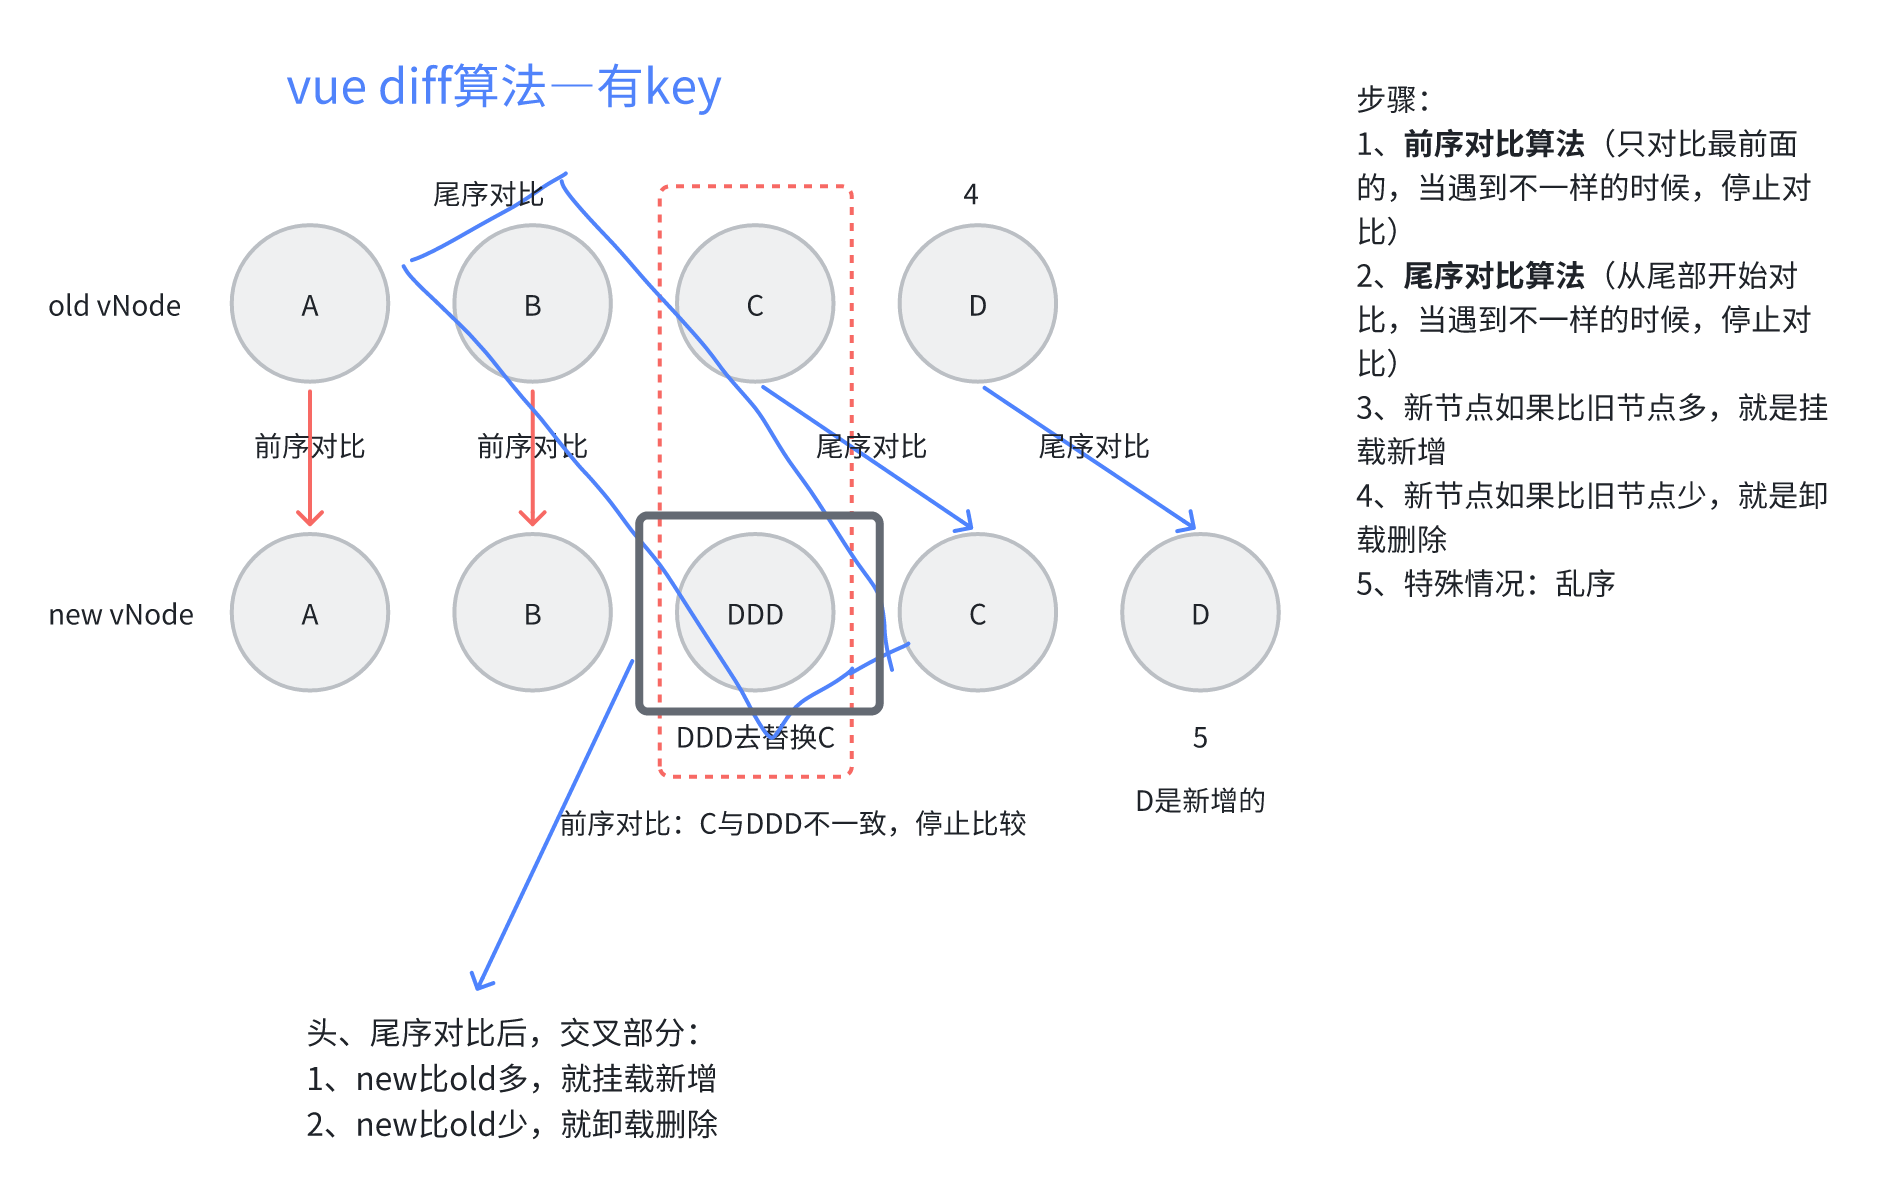 vue diff算法—有key
尾序对比
4
old vNode
A
B
C
D
前序对比
前序对比
尾序对比
尾序对比
new vNode
A
B
DDD
C
D
DDD去替换C
5
D是新增的
前序对比：C与DDD不一致，停止比较
头、尾序对比后，交叉部分：
1、new比old多，就挂载新增
2、new比old少，就卸载删除
步骤：
1、前序对比算法（只对比最前面
的，当遇到不一样的时候，停止对
比）
2、尾序对比算法（从尾部开始对
比，当遇到不一样的时候，停止对
比）
3、新节点如果比旧节点多，就是挂
载新增
4、新节点如果比旧节点少，就是卸
载删除
5、特殊情况：乱序